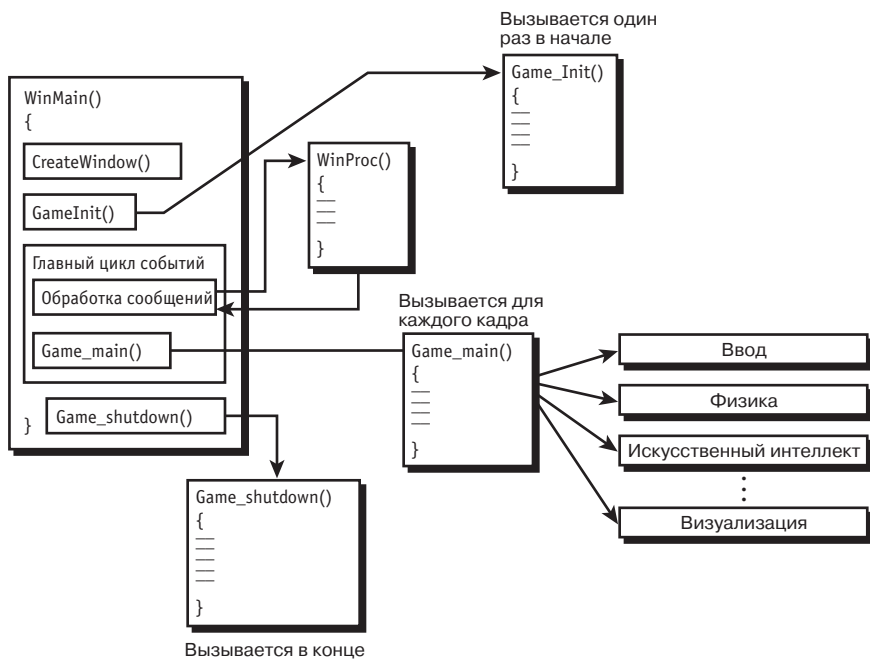 Вызывается один
раз в начале
Game_Init()
{
}
WinMain()
{
CreateWindow()
GameInit()
Главный цикл событий
Обработка сообщений
Game_main()
Game_shutdown()
}
WinProc()
{
}
Вызывается для
каждого кадра
Game_main()
{
}
Ввод
Физика
Искусственный интеллект
Визуализация
Game_shutdown()
{
}
Вызывается в конце